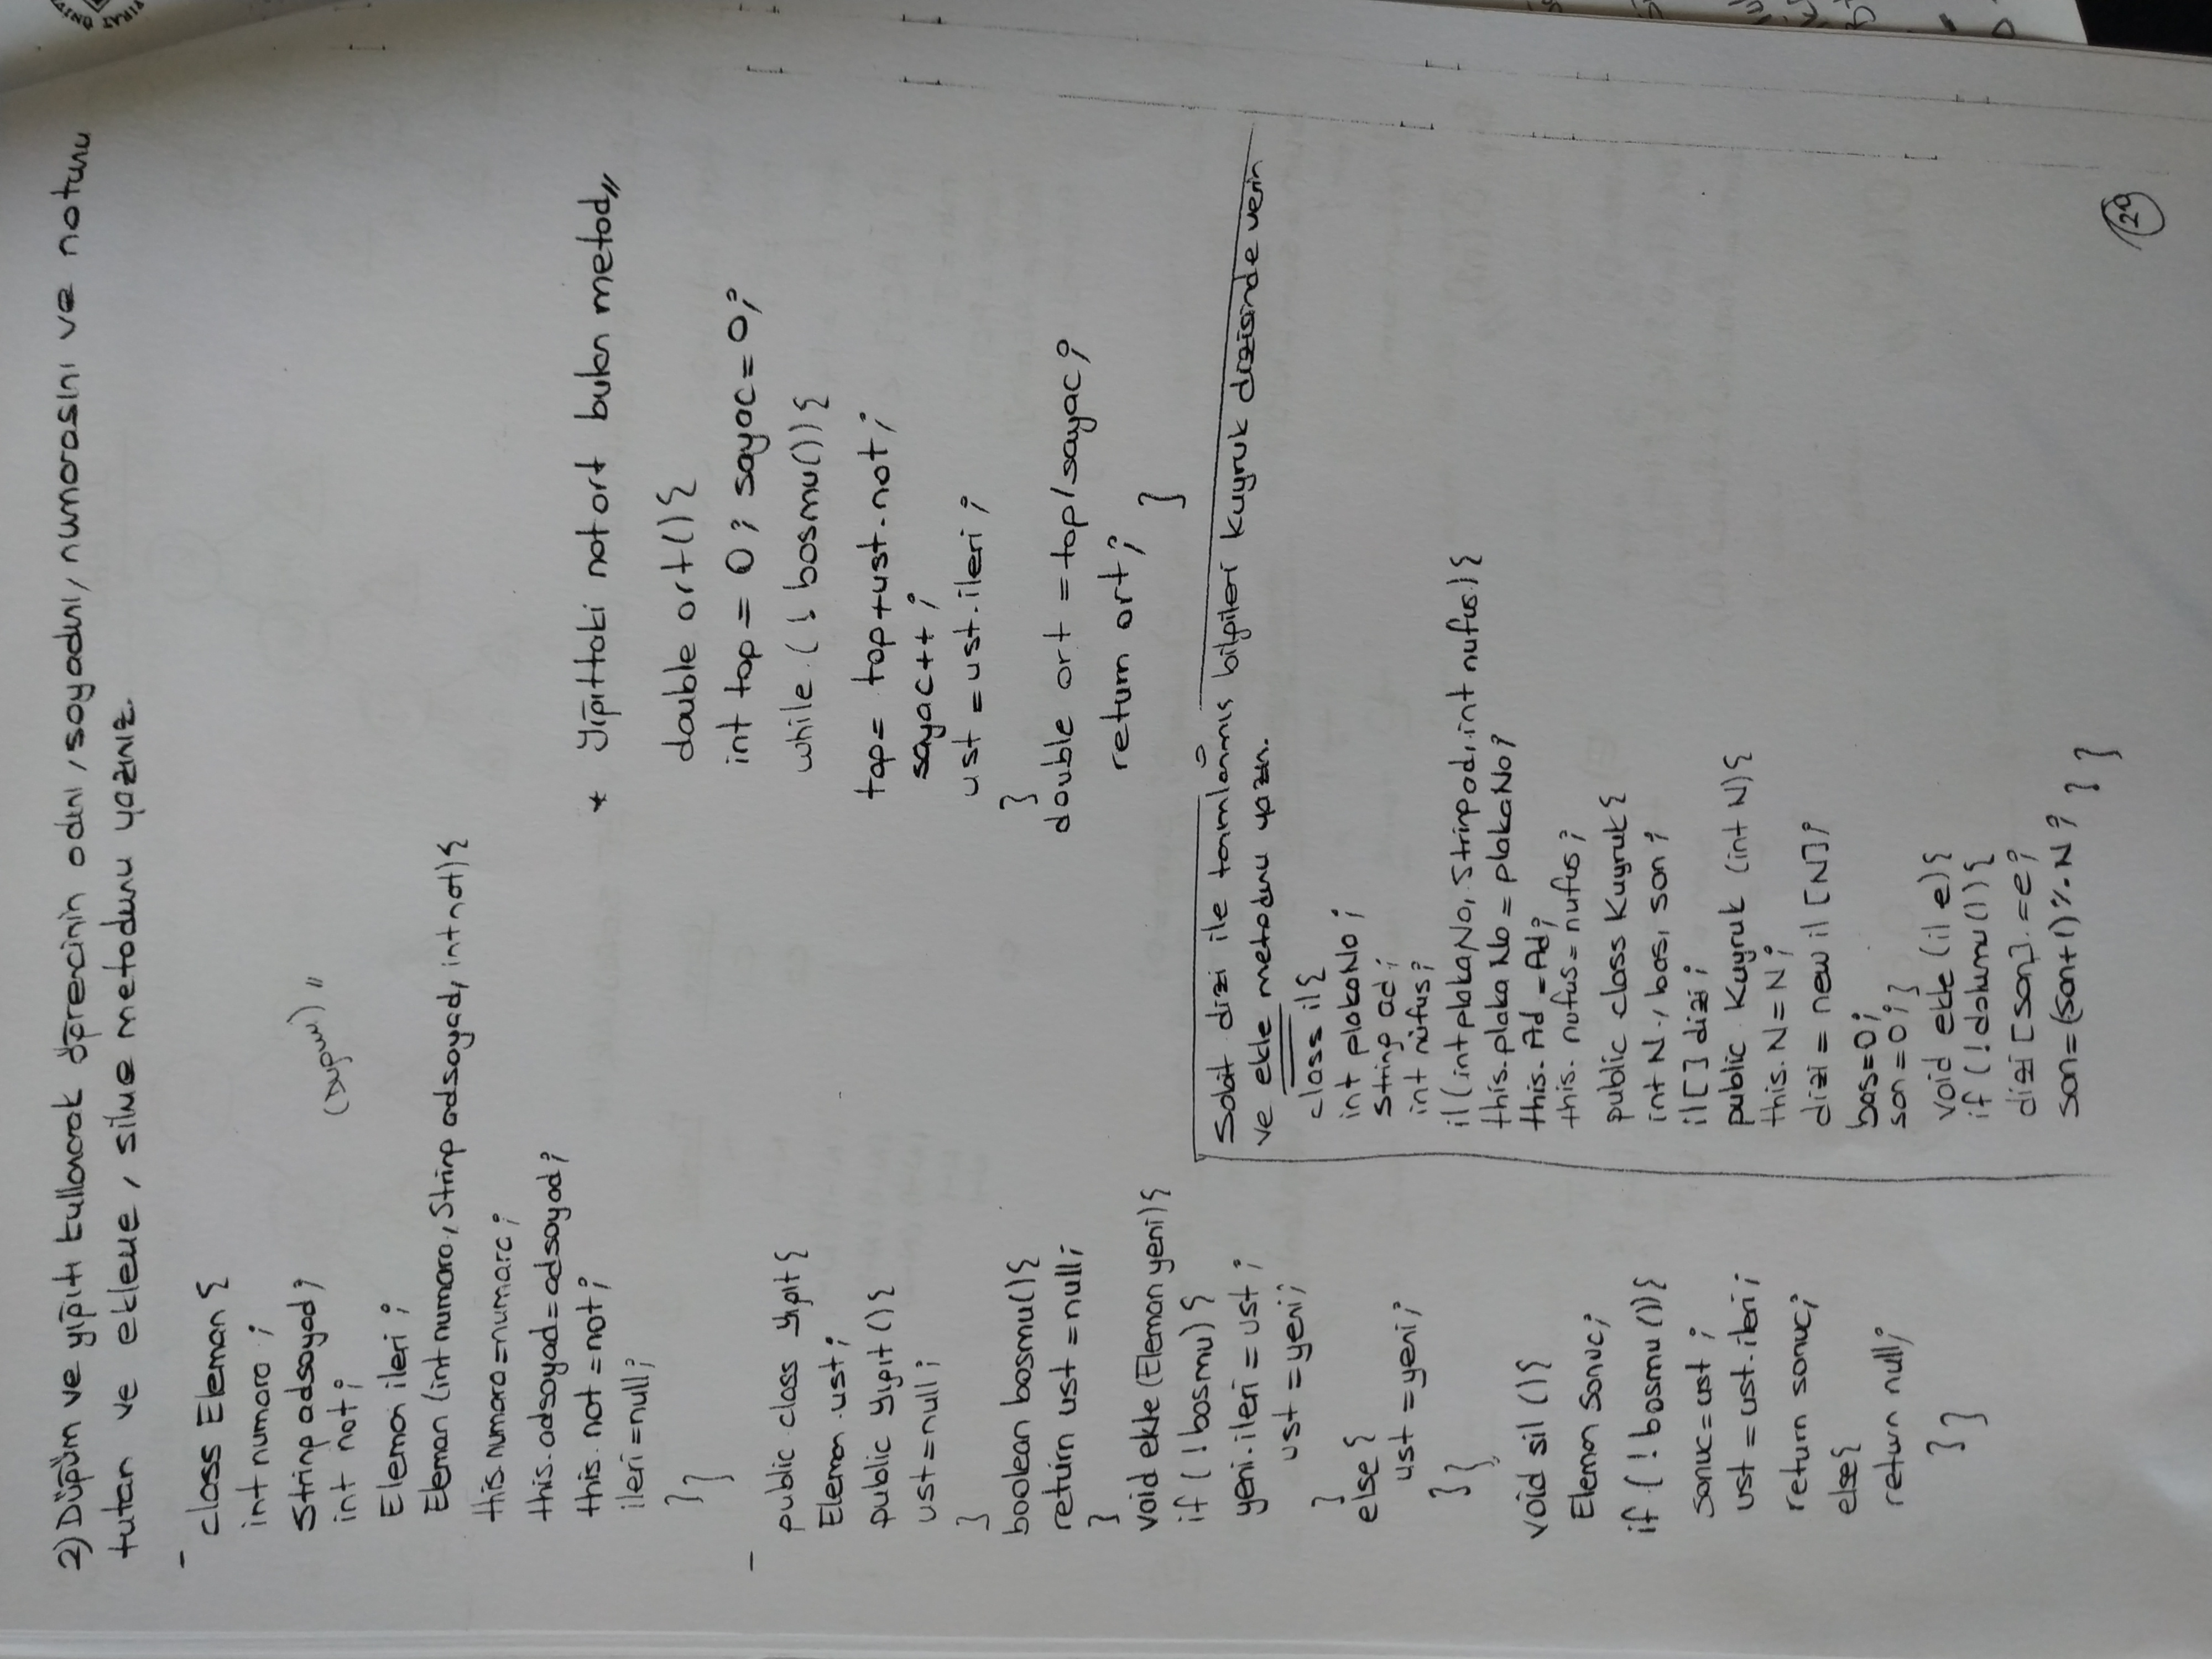 2) Düğüm ve yığıtı kullanarak öğrencinin adını, soyadını, numarasını ve notunu
tutan ve ekleme, silme metodunu yazınız.
- class Eleman {
int numara;
String adsoyad;
int not;
(Düğüm) "
Eleman ileri;
Eleman (int numara, String adsoyad, int not) {
this.numara = numara;
this.adsoyad = adsoyad;
this.not = not;
ileri = null;
} }
- public class Yıgıt {
Eleman ust;
public Yıgıt () {
ust = null;
}
boolean bosmu() {
return ust = null;
}
void ekle (Eleman yeni) {
if (! bosmu) {
yeni.ileri = ust;
ust = yeni;
}
else {
ust = yeni;
} }
void sil () {
Eleman sonuc;
if ( ! bosmu ()) {
sonuc = ust;
ust = ust.ileri;
return sonuc;
else {
return null;
} }
* Yığıttaki not ort bulan metod "
double ort() {
int top = 0; sayac = 0;
while ( ! bosmu()) {
top = top + ust.not;
sayac++;
ust = ust.ileri;
}
double ort = top / sayac;
return ort;
}
Sabit dizi ile tanımlanmış bilgileri kuyruk dizisinde verin
ve ekle metodunu yazın.
class il {
int plakaNo;
string ad;
int nüfus;
il (int plakaNo, String ad, int nufus) {
this.plakaNo = plakaNo;
this.Ad = Ad;
this.nufus = nufus;
public class Kuyruk {
int N, bas, son;
il [ ] dizi;
public Kuyruk (int N) {
this.N = N;
dizi = new il [N];
bas = 0;
son = 0; }
void ekle (il e) {
if ( ! dolumu ()) {
dizi [son] = e;
son = (son+1) % N; } }
29